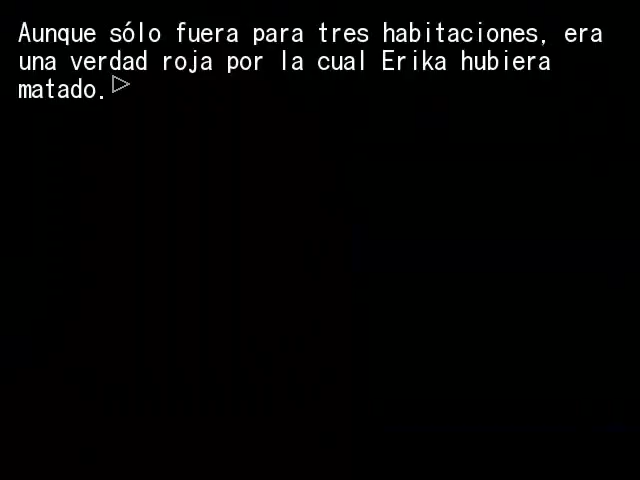 Aunque sólo fuera para tres habitaciones, era
una verdad roja por la cual Erika hubiera
matado.